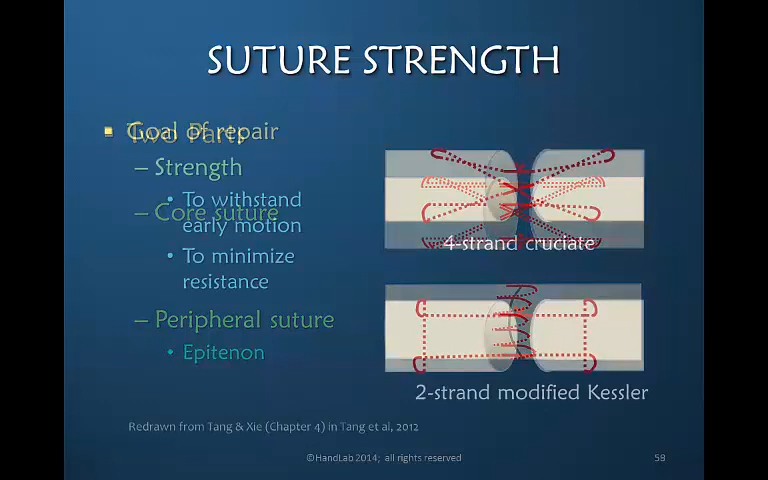 SUTURE STRENGTH
Goal of repair
Two Parts
– Strength
• To withstand
early motion
– Core suture
• To minimize
resistance
– Peripheral suture
• Epitenon
4-strand cruciate
2-strand modified Kessler
Redrawn from Tang & Xie (Chapter 4) in Tang et al, 2012
©HandLab 2014; all rights reserved
58